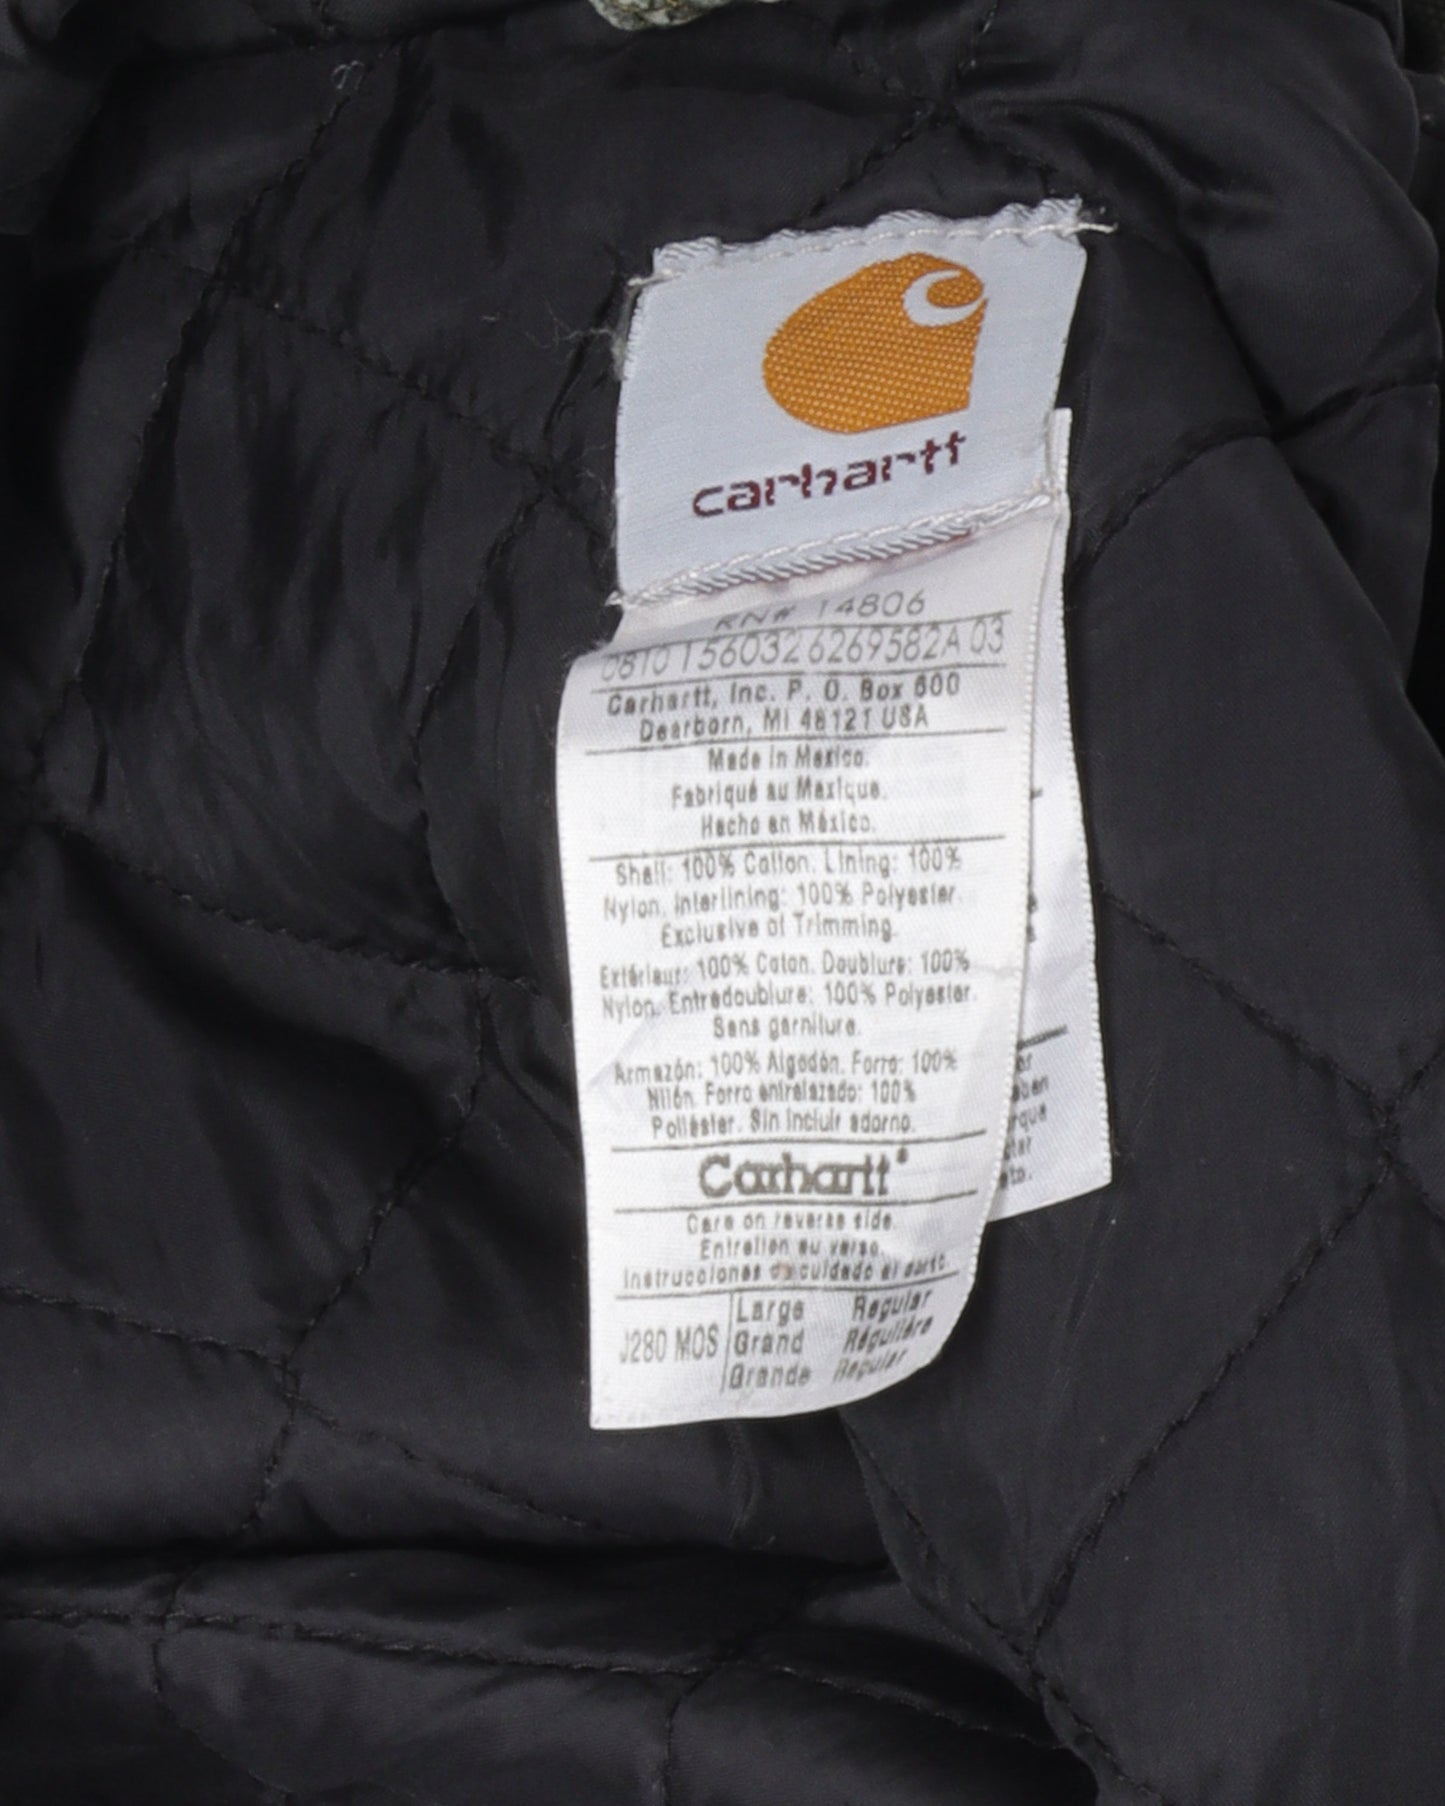 carhartt
RN# 14806
0810 156032 6269582A 03
Carhartt, Inc. P. O. Box 600
Dearborn, MI 48121 USA
Made in Mexico.
Fabriqué au Mexique.
Hecho en México.
Shell: 100% Cotton. Lining: 100%
Nylon. Interlining: 100% Polyester.
Exclusive of Trimming.
Extérieur: 100% Coton. Doublure: 100%
Nylon. Entredoublure: 100% Polyester.
Sans garniture.
Armazón: 100% Algodón. Forro: 100%
Nilón. Forro entrelazado: 100%
Poliéster. Sin incluir adorno.
Carhartt
Care on reverse side.
Entretien au verso.
Instrucciones de cuidado al dorso.
J280 MOS
Large Regular
Grand Régulière
Grande Regular